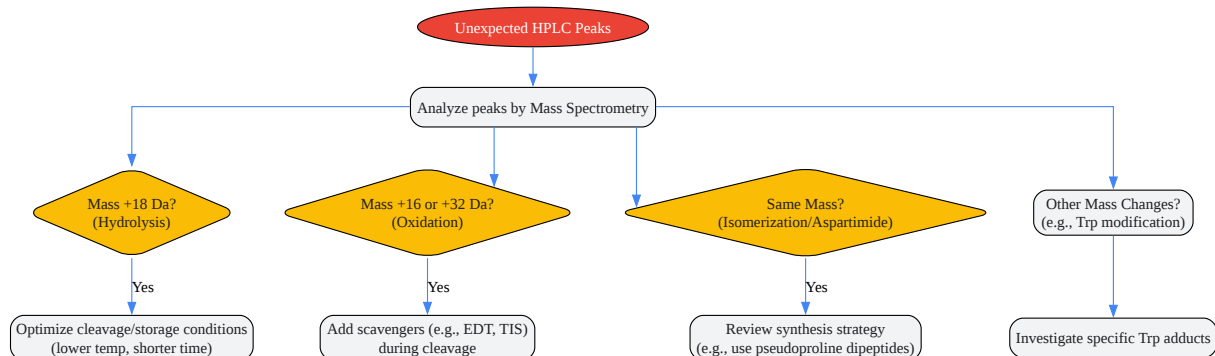 Unexpected HPLC Peaks
Analyze peaks by Mass Spectrometry
Mass +18 Da?
(Hydrolysis)
Mass +16 or +32 Da?
(Oxidation)
Same Mass?
(Isomerization/Aspartimide)
Other Mass Changes?
(e.g., Trp modification)
Yes
Yes
Yes
Optimize cleavage/storage conditions
(lower temp, shorter time)
Add scavengers (e.g., EDT, TIS)
during cleavage
Review synthesis strategy
(e.g., use pseudoproline dipeptides)
Investigate specific Trp adducts